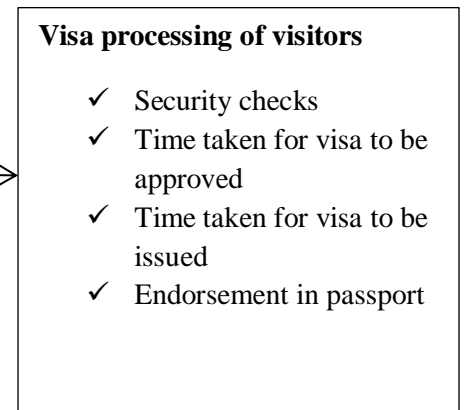 Visa processing of visitors
✓ Security checks
✓ Time taken for visa to be
approved
✓ Time taken for visa to be
issued
✓ Endorsement in passport